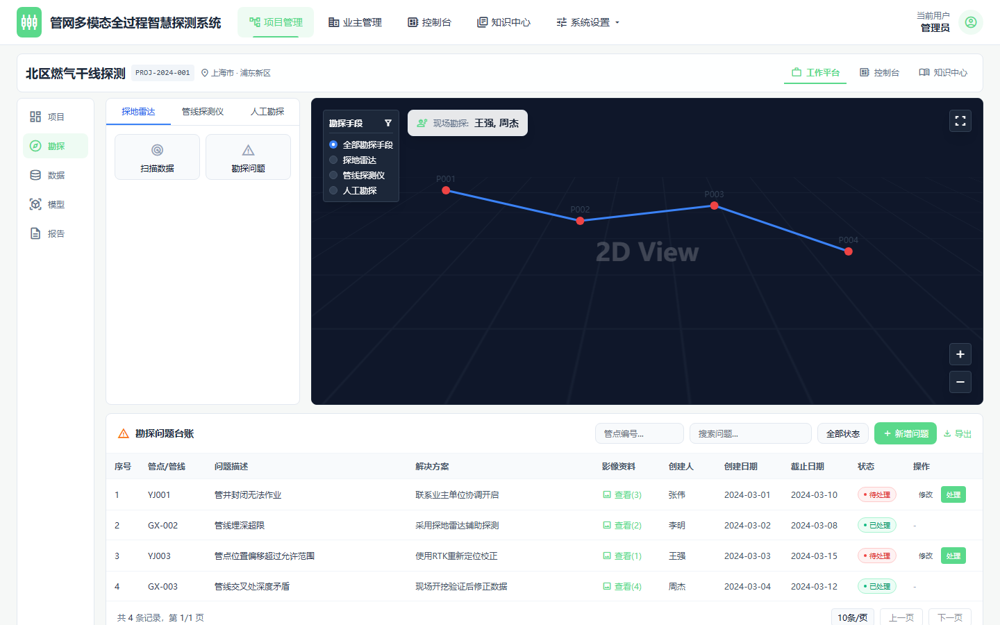 管网多模态全过程智慧探测系统
项目管理
业主管理
控制台
知识中心
系统设置
当前用户
管理员
北区燃气干线探测
PROJ-2024-001
上海市 · 浦东新区
工作平台
控制台
知识中心
项目
勘探
数据
模型
报告
探地雷达
管线探测仪
人工勘探
扫描数据
勘探问题
勘探手段
全部勘探手段
探地雷达
管线探测仪
人工勘探
现场勘探: 王强, 周杰
P001
P002
P003
P004
2D View
勘探问题台账
管点编号...
搜索问题...
全部状态
新增问题
导出
序号 管点/管线 问题描述 解决方案 影像资料 创建人 创建日期 截止日期 状态 操作
1 YJ001 管井封闭无法作业 联系业主单位协调开启 查看(3) 张伟 2024-03-01 2024-03-10 待处理 修改 处理
2 GX-002 管线埋深超限 采用探地雷达辅助探测 查看(2) 李明 2024-03-02 2024-03-08 已处理 -
3 YJ003 管点位置偏移超过允许范围 使用RTK重新定位校正 查看(1) 王强 2024-03-03 2024-03-15 待处理 修改 处理
4 GX-003 管线交叉处深度矛盾 现场开挖验证后修正数据 查看(4) 周杰 2024-03-04 2024-03-12 已处理 -
共 4 条记录，第 1/1 页
10条/页
上一页
下一页